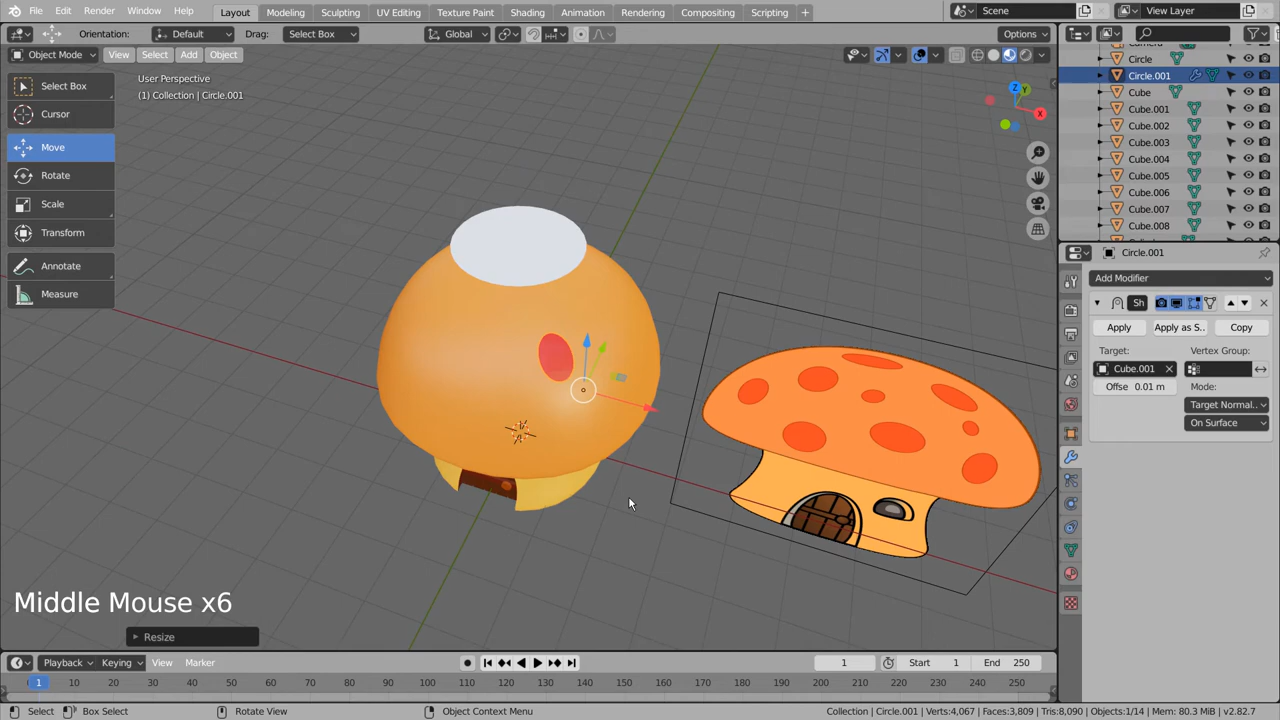 File Edit Render Window Help Layout Modeling Sculpting UV Editing Texture Paint Shading Animation Rendering Compositing Scripting + Scene View Layer
Orientation: Default Drag: Select Box Global Options
Object Mode View Select Add Object
User Perspective
(1) Collection | Circle.001
Select Box
Cursor
Move
Rotate
Scale
Transform
Annotate
Measure
Z
Y
X
Circle
Circle.001
Cube
Cube.001
Cube.002
Cube.003
Cube.004
Cube.005
Cube.006
Cube.007
Cube.008
Circle.001
Add Modifier
Sh
Apply Apply as S.. Copy
Target: Vertex Group:
Cube.001
Offse 0.01 m Mode:
Target Normal..
On Surface
Middle Mouse x6
Resize
Playback Keying View Marker 1 Start 1 End 250
1 10 20 30 40 50 60 70 80 90 100 110 120 130 140 150 160 170 180 190 200 210 220 230 240 250
Select Box Select Rotate View Object Context Menu Collection | Circle.001 | Verts:4,067 | Faces:3,809 | Tris:8,090 | Objects:1/14 | Mem: 80.3 MiB | v2.82.7